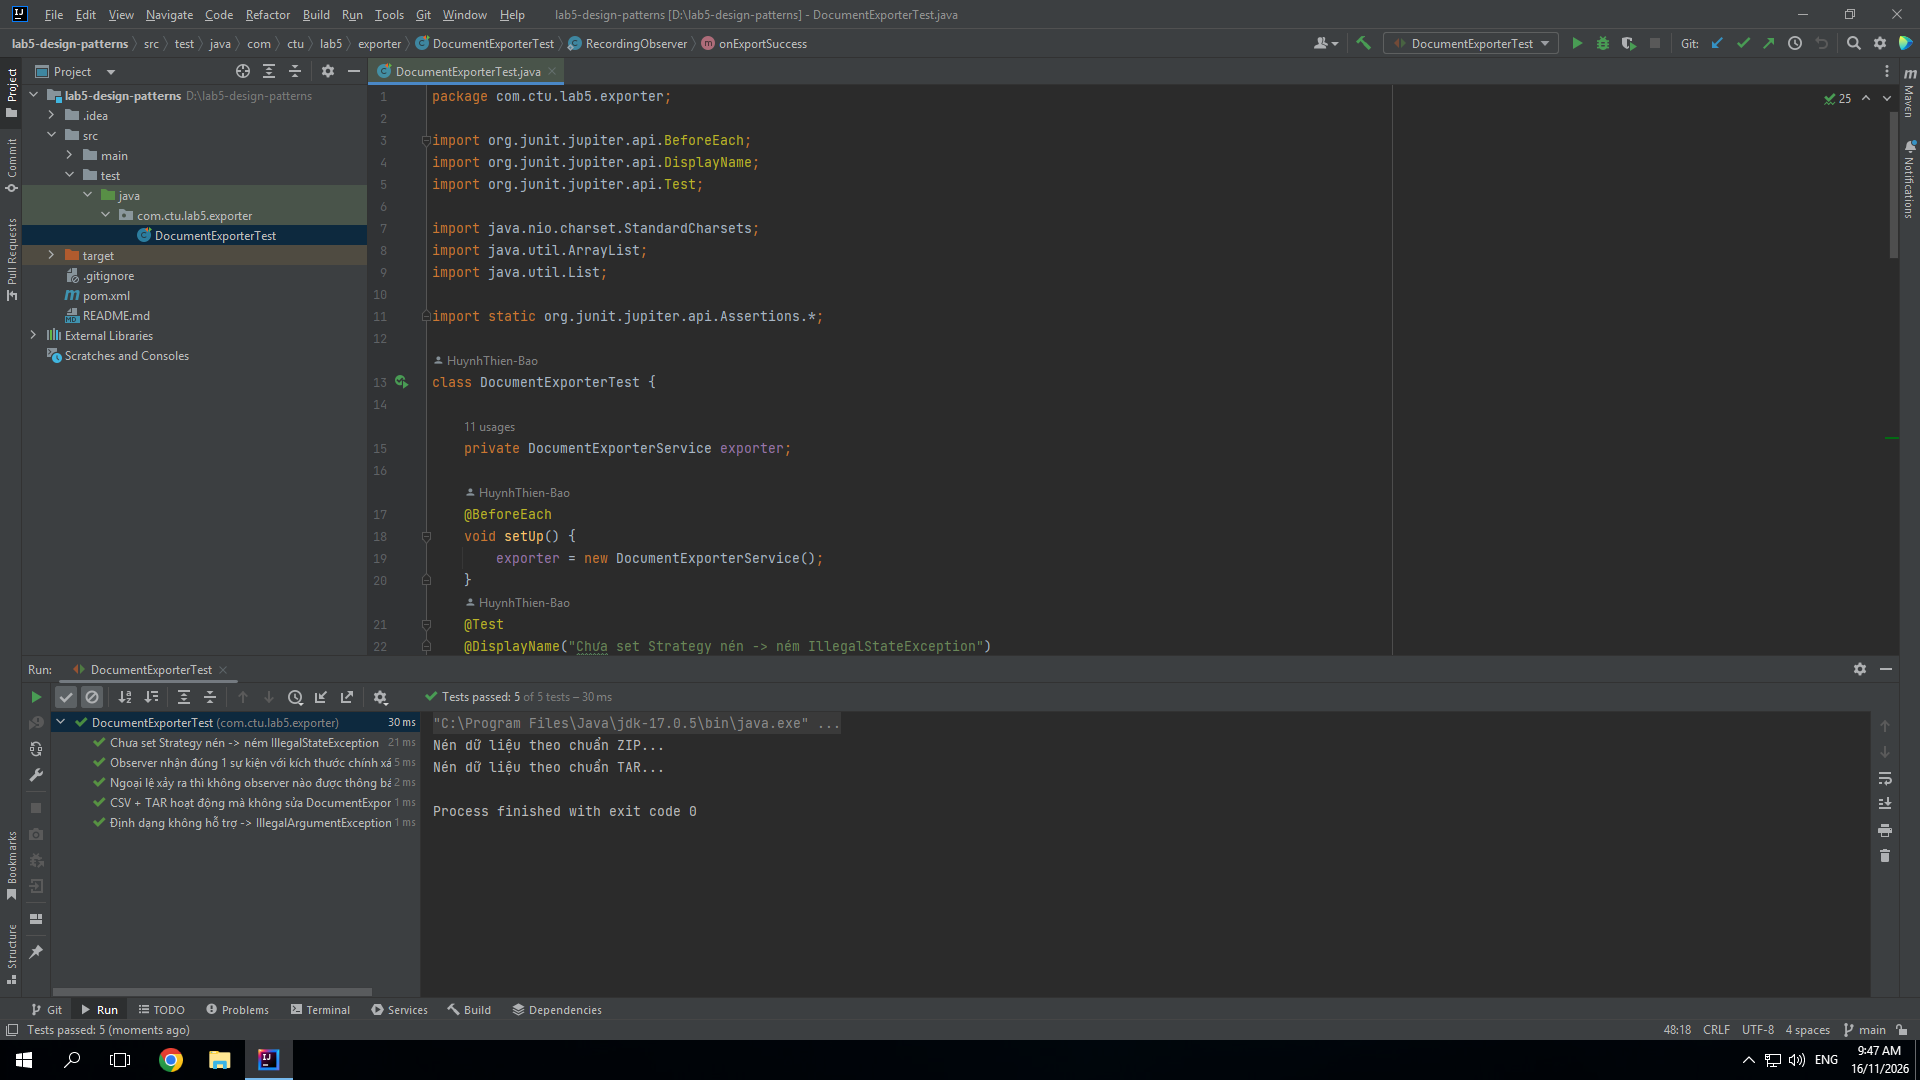 File Edit View Navigate Code Refactor Build Run Tools Git Window Help lab5-design-patterns [D:\lab5-design-patterns] - DocumentExporterTest.java
lab5-design-patterns src test java com ctu lab5 exporter DocumentExporterTest RecordingObserver onExportSuccess DocumentExporterTest Git:
Project
DocumentExporterTest.java
lab5-design-patterns D:\lab5-design-patterns
.idea
src
main
test
java
com.ctu.lab5.exporter
DocumentExporterTest
target
.gitignore
pom.xml
README.md
External Libraries
Scratches and Consoles
Project
Commit
Pull Requests
Bookmarks
Structure
1 package com.ctu.lab5.exporter;
2
3 import org.junit.jupiter.api.BeforeEach;
4 import org.junit.jupiter.api.DisplayName;
5 import org.junit.jupiter.api.Test;
6
7 import java.nio.charset.StandardCharsets;
8 import java.util.ArrayList;
9 import java.util.List;
10
11 import static org.junit.jupiter.api.Assertions.*;
12
HuynhThien-Bao
13 class DocumentExporterTest {
14
11 usages
15 private DocumentExporterService exporter;
16
HuynhThien-Bao
17 @BeforeEach
18 void setUp() {
19 exporter = new DocumentExporterService();
20 }
HuynhThien-Bao
21 @Test
22 @DisplayName("Chưa set Strategy nén -> ném IllegalStateException")
25
Maven
Notifications
Run: DocumentExporterTest
Tests passed: 5 of 5 tests – 30 ms
DocumentExporterTest (com.ctu.lab5.exporter) 30 ms
Chưa set Strategy nén -> ném IllegalStateException 21 ms
Observer nhận đúng 1 sự kiện với kích thước chính xá 5 ms
Ngoại lệ xảy ra thì không observer nào được thông bá 2 ms
CSV + TAR hoạt động mà không sửa DocumentExpor 1 ms
Định dạng không hỗ trợ -> IllegalArgumentException 1 ms
"C:\Program Files\Java\jdk-17.0.5\bin\java.exe" ...
Nén dữ liệu theo chuẩn ZIP...
Nén dữ liệu theo chuẩn TAR...
Process finished with exit code 0
Git Run TODO Problems Terminal Services Build Dependencies
Tests passed: 5 (moments ago) 48:18 CRLF UTF-8 4 spaces main
ENG 9:47 AM
16/11/2026